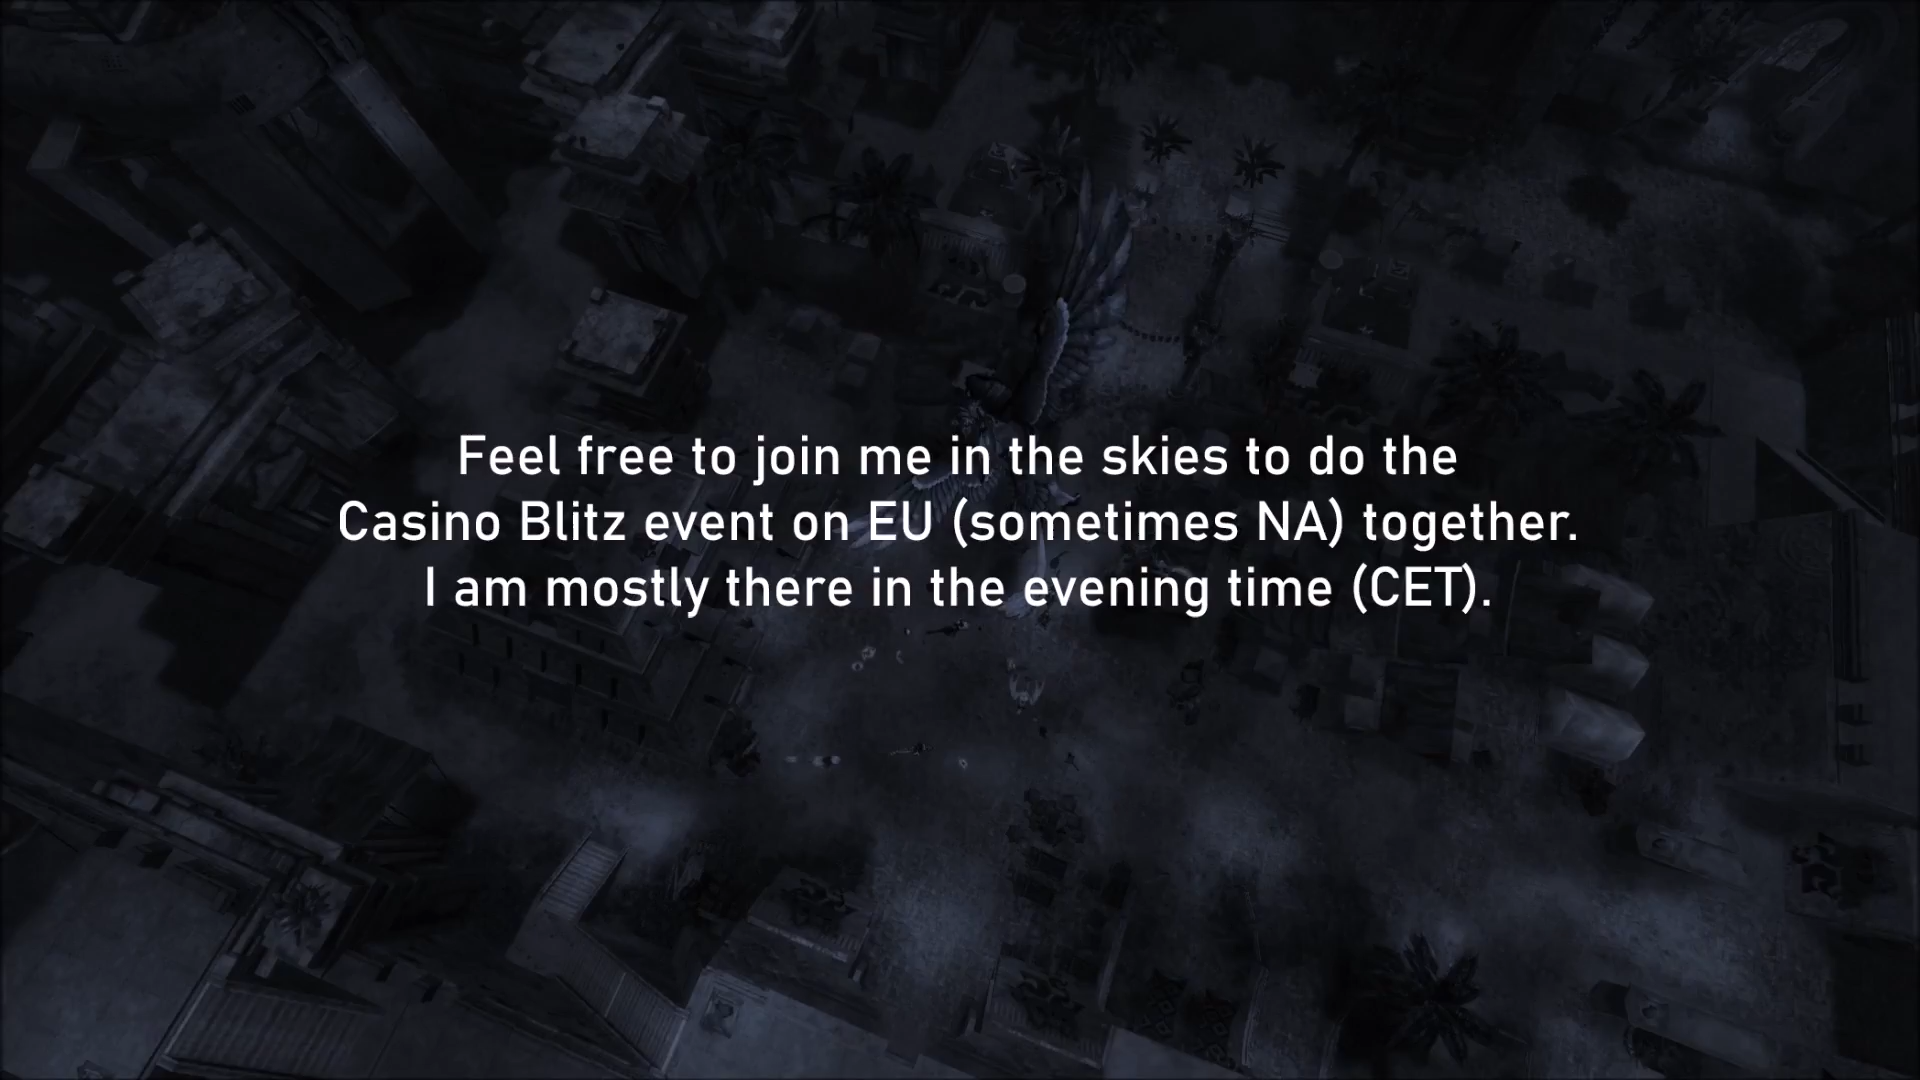 Feel free to join me in the skies to do the
Casino Blitz event on EU (sometimes NA) together.
I am mostly there in the evening time (CET).